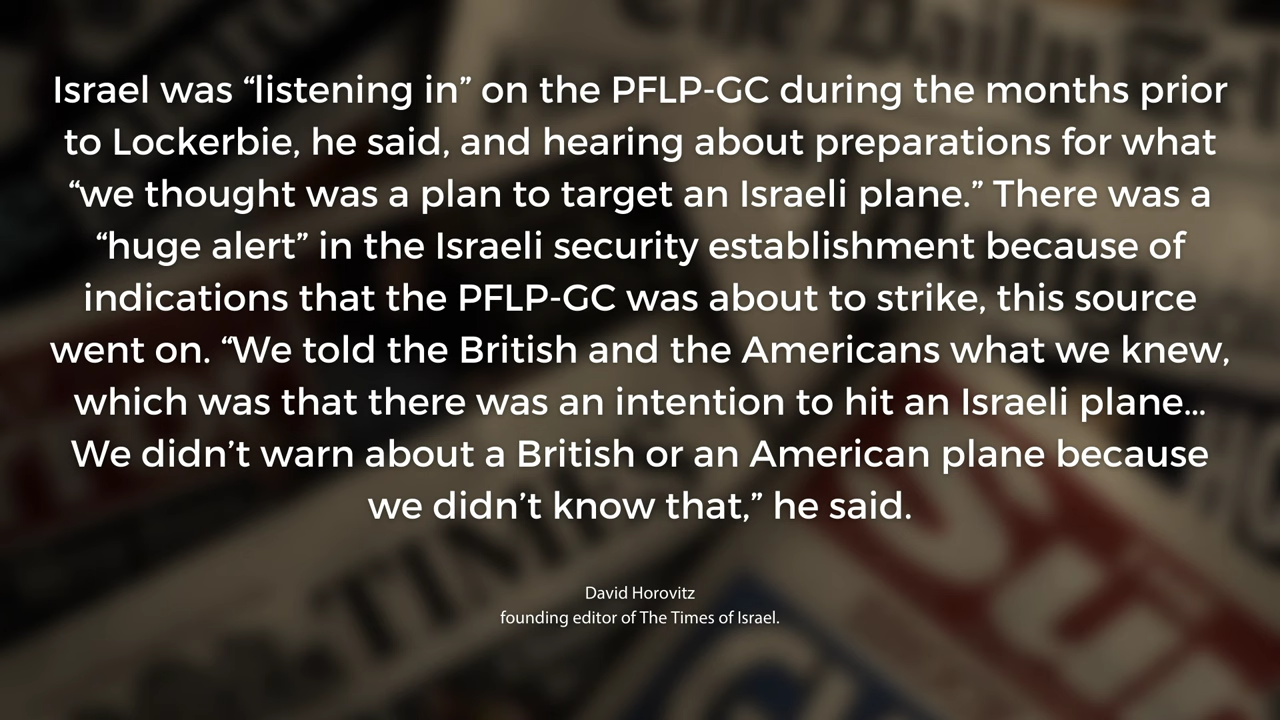 Israel was “listening in” on the PFLP-GC during the months prior
to Lockerbie, he said, and hearing about preparations for what
“we thought was a plan to target an Israeli plane.” There was a
“huge alert” in the Israeli security establishment because of
indications that the PFLP-GC was about to strike, this source
went on. “We told the British and the Americans what we knew,
which was that there was an intention to hit an Israeli plane...
We didn’t warn about a British or an American plane because
we didn’t know that,” he said.
David Horovitz
founding editor of The Times of Israel.
The Daily Tel
TIMES
Sun